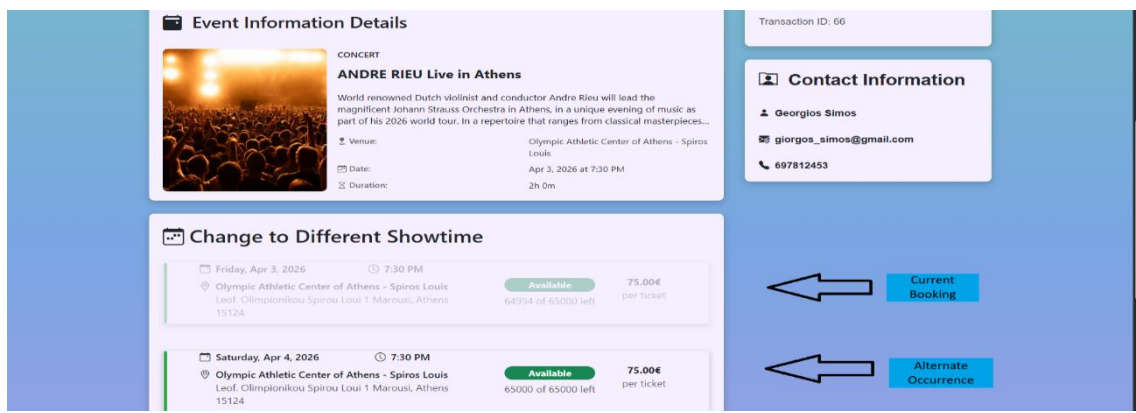 Event Information Details
CONCERT
ANDRE RIEU Live in Athens
World renowned Dutch violinist and conductor Andre Rieu will lead the
magnificent Johann Strauss Orchestra in Athens, in a unique evening of music as
part of his 2026 world tour. In a repertoire that ranges from classical masterpieces...
Venue: Olympic Athletic Center of Athens - Spiros
Louis
Date: Apr 3, 2026 at 7:30 PM
Duration: 2h 0m
Transaction ID: 66
Contact Information
Georgios Simos
giorgos_simos@gmail.com
697812453
Change to Different Showtime
Friday, Apr 3, 2026 7:30 PM
Olympic Athletic Center of Athens - Spiros Louis
Leof. Olimpionikou Spirou Loui 1 Marousi, Athens
15124
Available
64994 of 65000 left
75.00€
per ticket
Current
Booking
Saturday, Apr 4, 2026 7:30 PM
Olympic Athletic Center of Athens - Spiros Louis
Leof. Olimpionikou Spirou Loui 1 Marousi, Athens
15124
Available
65000 of 65000 left
75.00€
per ticket
Alternate
Occurrence